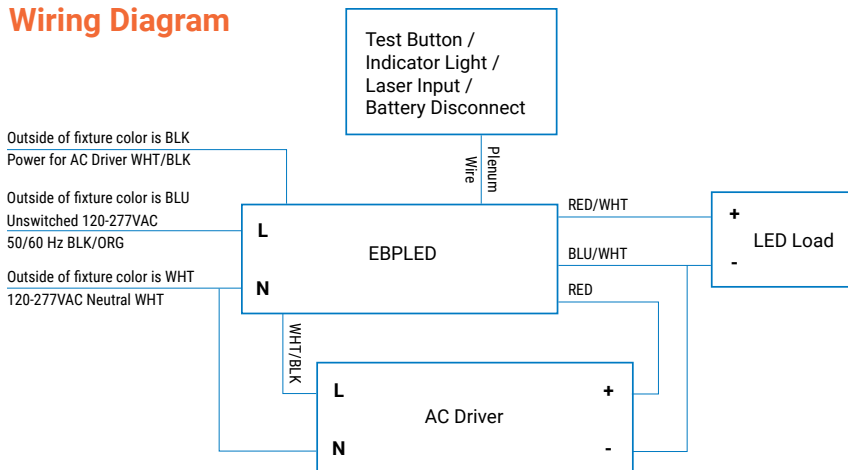 Wiring Diagram
Test Button /
Indicator Light /
Laser Input /
Battery Disconnect
Outside of fixture color is BLK
Power for AC Driver WHT/BLK
Plenum
Wire
Outside of fixture color is BLU
Unswitched 120-277VAC
50/60 Hz BLK/ORG
Outside of fixture color is WHT
120-277VAC Neutral WHT
L
N
EBPLED
RED/WHT
BLU/WHT
RED
+
-
LED Load
WHT/BLK
L
N
AC Driver
+
-